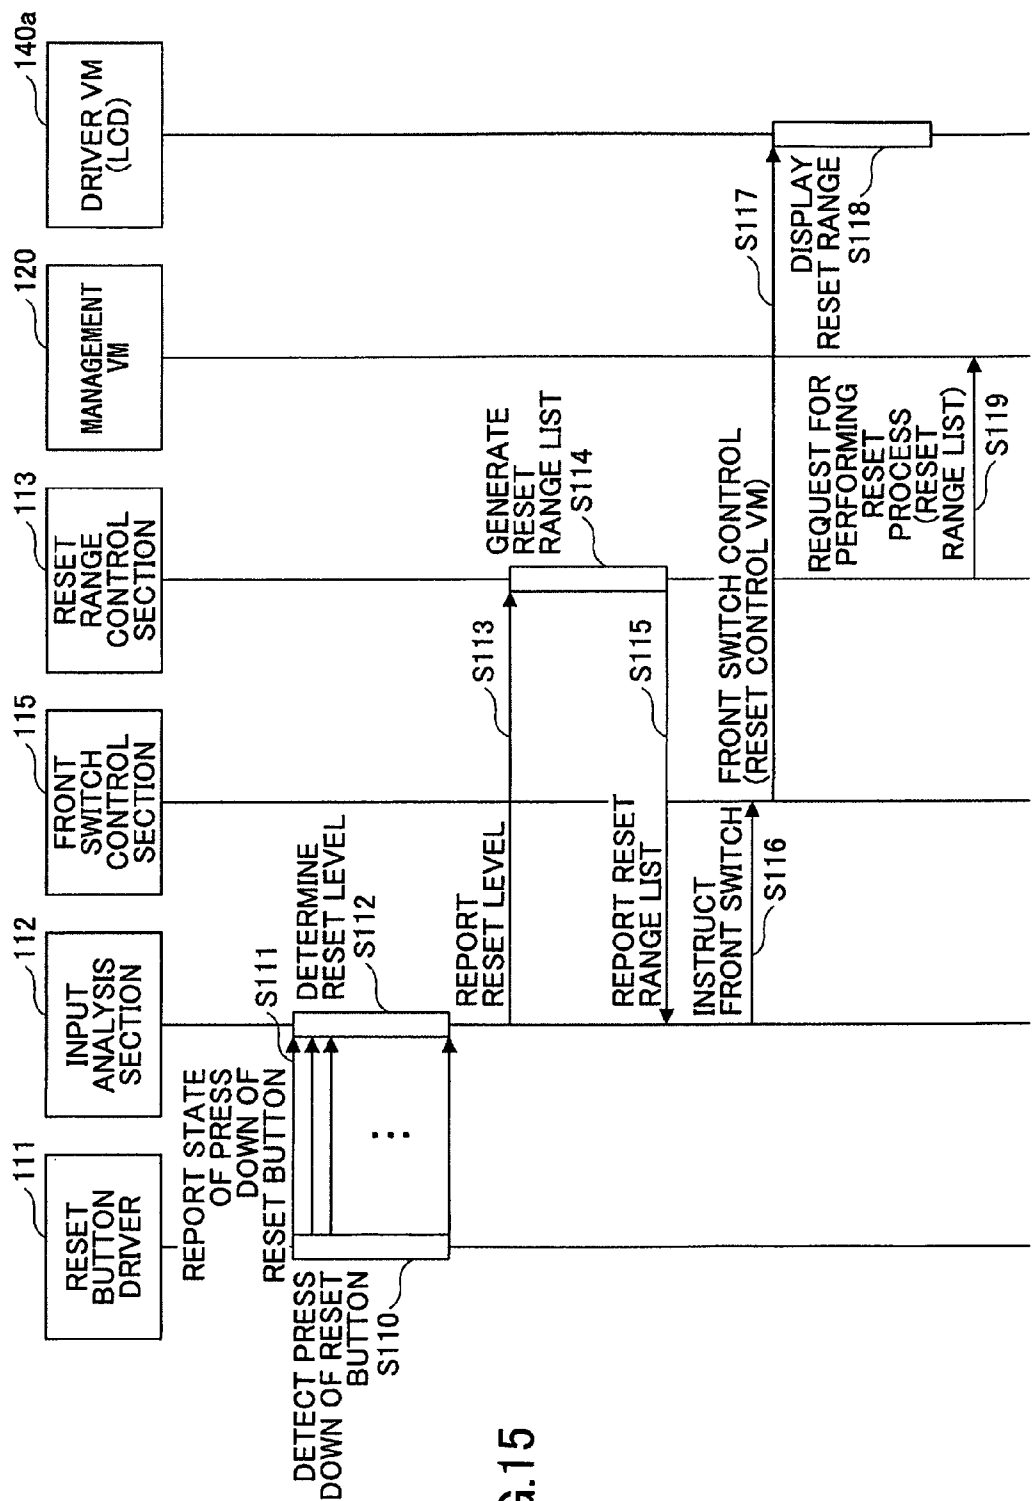 111
RESET
BUTTON
DRIVER
112
INPUT
ANALYSIS
SECTION
115
FRONT
SWITCH
CONTROL
SECTION
113
RESET
RANGE
CONTROL
SECTION
120
MANAGEMENT
VM
140a
DRIVER VM
(LCD)
DETECT PRESS
DOWN OF RESET
BUTTON
S110
REPORT STATE
OF PRESS
DOWN OF
RESET BUTTON
S111
...
DETERMINE
RESET LEVEL
S112
REPORT
RESET LEVEL
S113
GENERATE
RESET
RANGE LIST
S114
REPORT RESET
RANGE LIST
S115
INSTRUCT
FRONT SWITCH
S116
FRONT SWITCH CONTROL
(RESET CONTROL VM)
S117
DISPLAY
RESET RANGE
S118
REQUEST FOR
PERFORMING
RESET
PROCESS
(RESET
RANGE LIST)
S119
G.15